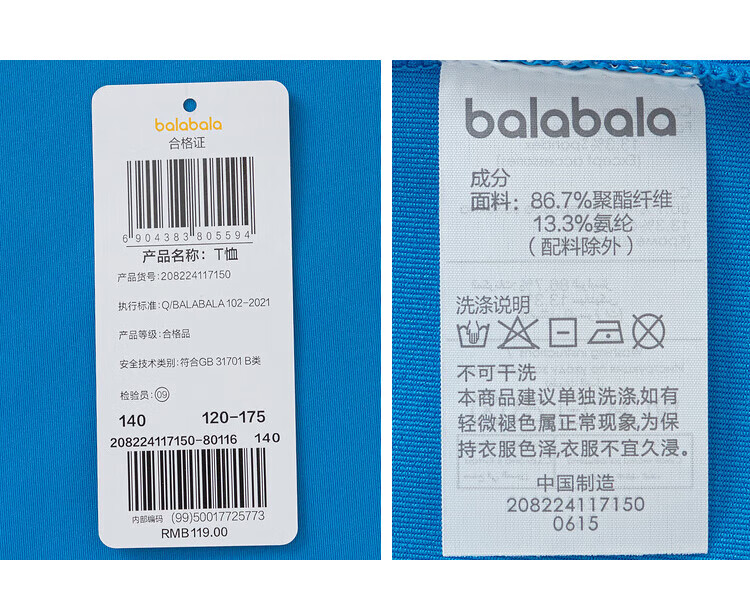 balabala
合格证
6904383805594
产品名称：T恤
产品货号：208224117150
执行标准：Q/BALABALA 102-2021
产品等级：合格品
安全技术类别：符合GB 31701 B类
检验员：09
140 120-175
208224117150-80116 140
内部编码 (99)50017725773
RMB119.00
balabala
成分
面料：86.7%聚酯纤维
13.3%氨纶
（配料除外）
洗涤说明
不可干洗
本商品建议单独洗涤,如有
轻微褪色属正常现象,为保
持衣服色泽,衣服不宜久浸。
中国制造
208224117150
0615